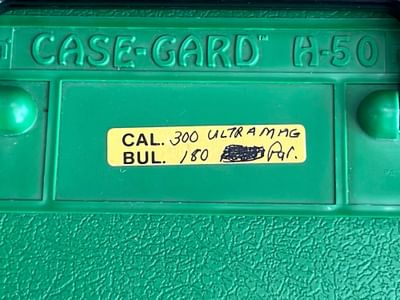 CASE-GARD™ H-50
CAL. 300 ULTRA MAG
BUL. 180 Par.